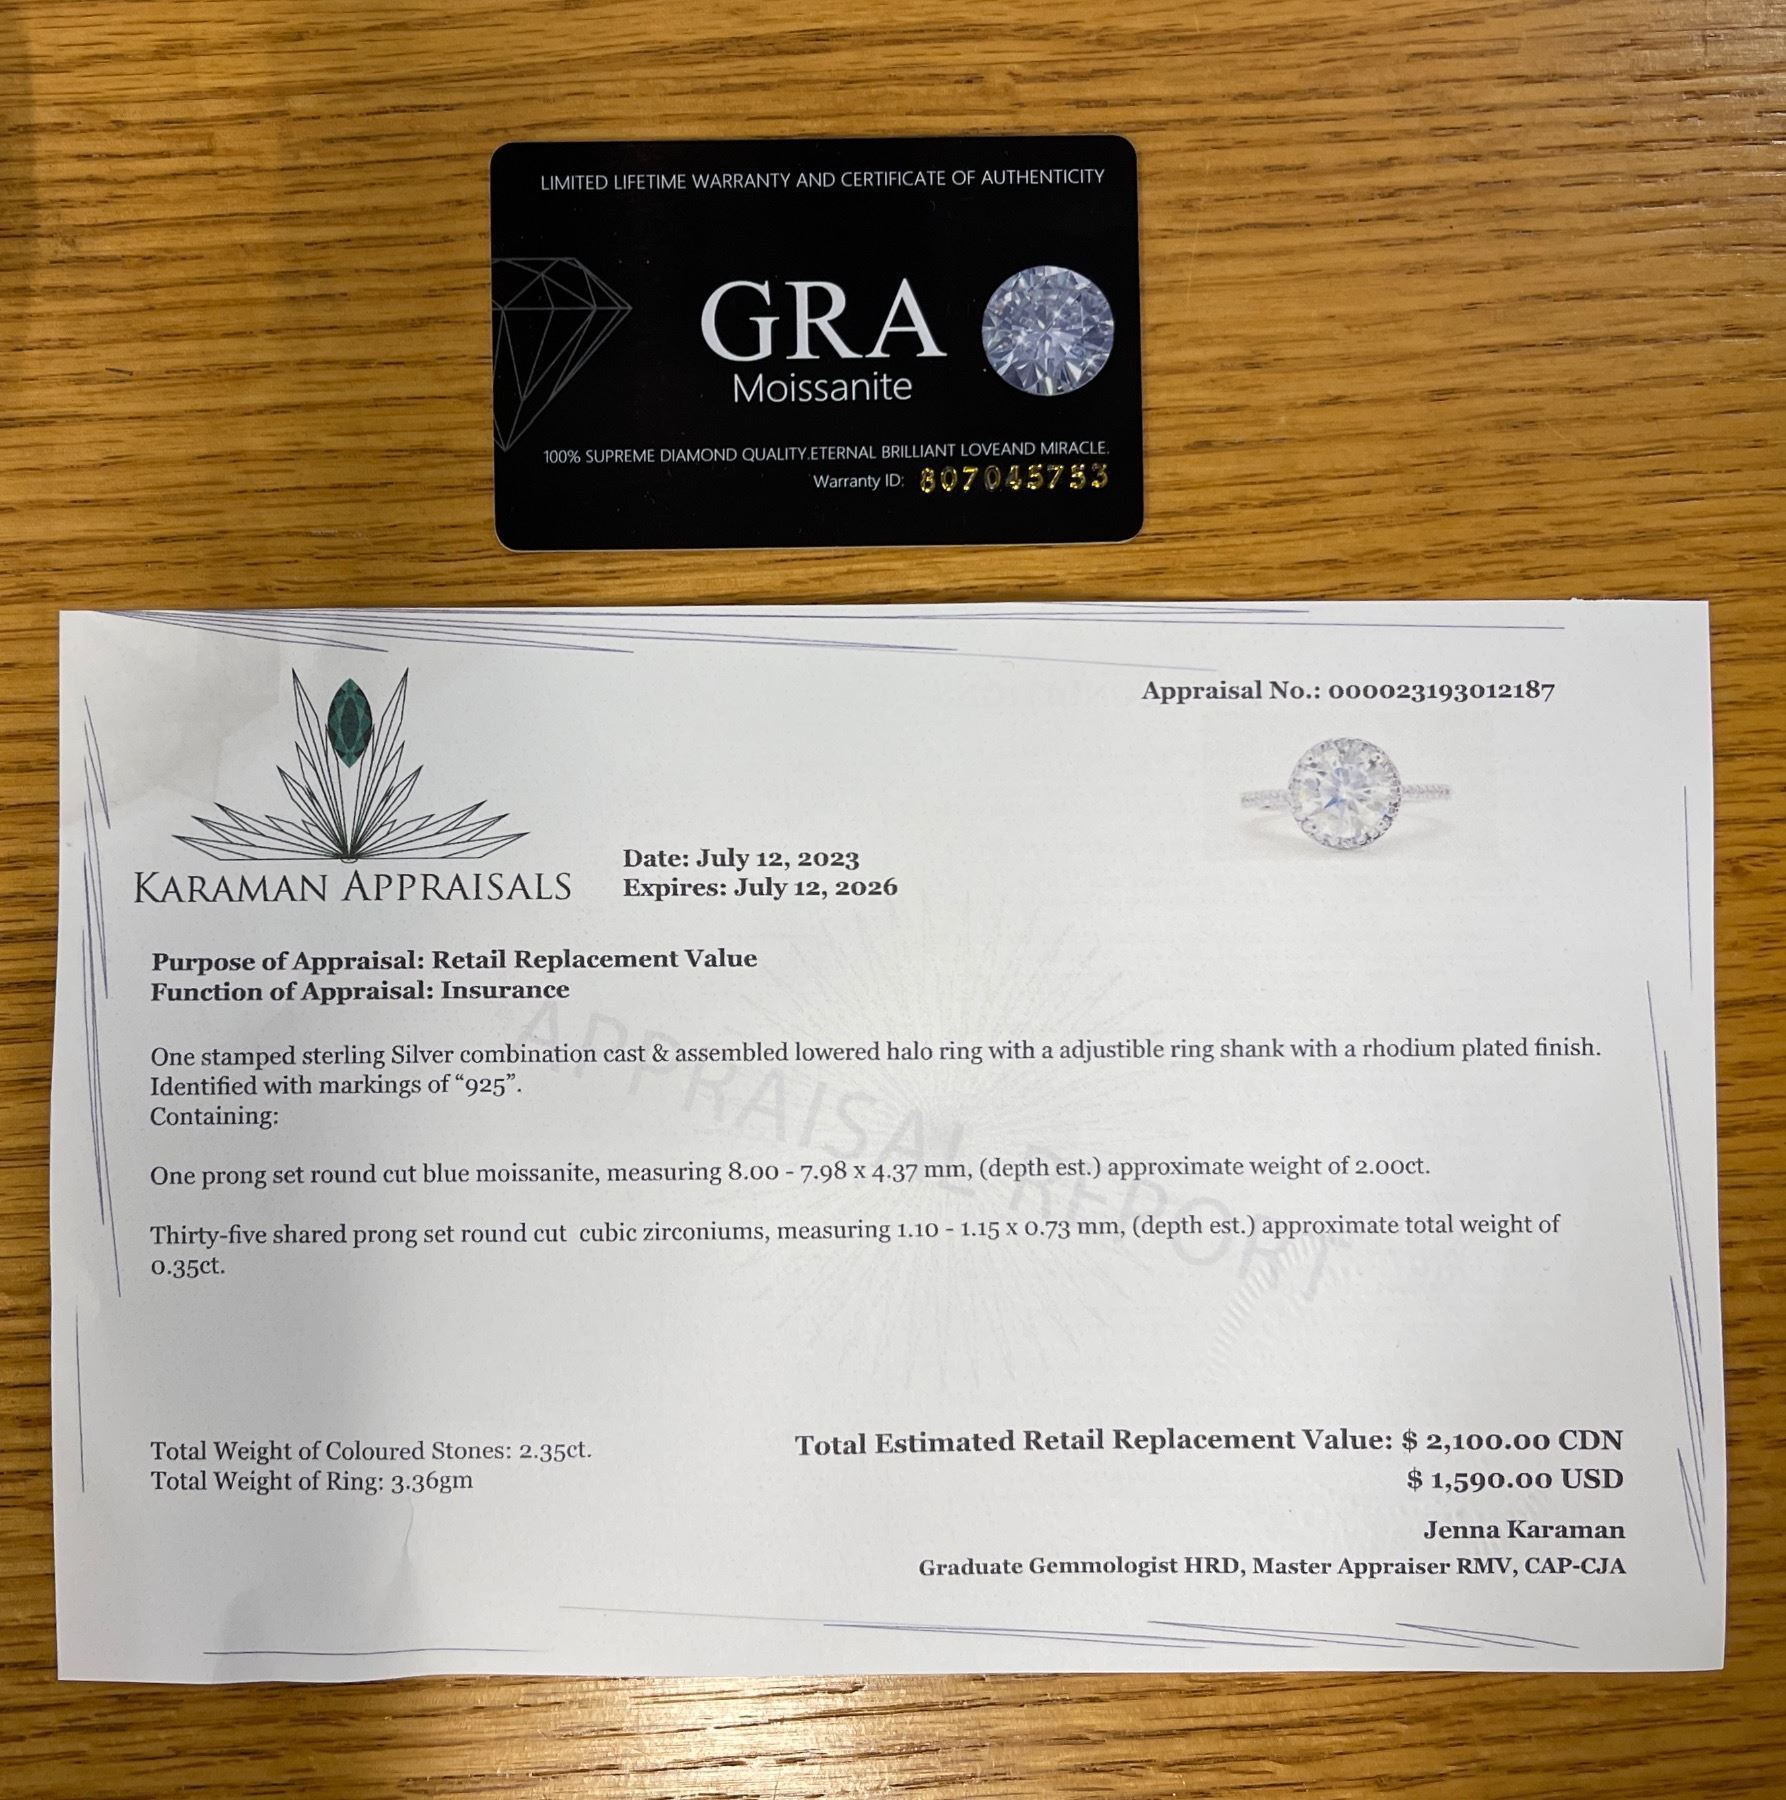 LIMITED LIFETIME WARRANTY AND CERTIFICATE OF AUTHENTICITY
GRA
Moissanite
100% SUPREME DIAMOND QUALITY.ETERNAL BRILLIANT LOVEAND MIRACLE.
Warranty ID: 807045753
Appraisal No.: 000023193012187
KARAMAN APPRAISALS
Date: July 12, 2023
Expires: July 12, 2026
Purpose of Appraisal: Retail Replacement Value
Function of Appraisal: Insurance
One stamped sterling Silver combination cast & assembled lowered halo ring with a adjustible ring shank with a rhodium plated finish.
Identified with markings of “925”.
Containing:
One prong set round cut blue moissanite, measuring 8.00 - 7.98 x 4.37 mm, (depth est.) approximate weight of 2.00ct.
Thirty-five shared prong set round cut cubic zirconiums, measuring 1.10 - 1.15 x 0.73 mm, (depth est.) approximate total weight of
0.35ct.
APPRAISAL REPORT
Total Weight of Coloured Stones: 2.35ct.
Total Weight of Ring: 3.36gm
Total Estimated Retail Replacement Value: $ 2,100.00 CDN
$ 1,590.00 USD
Jenna Karaman
Graduate Gemmologist HRD, Master Appraiser RMV, CAP-CJA